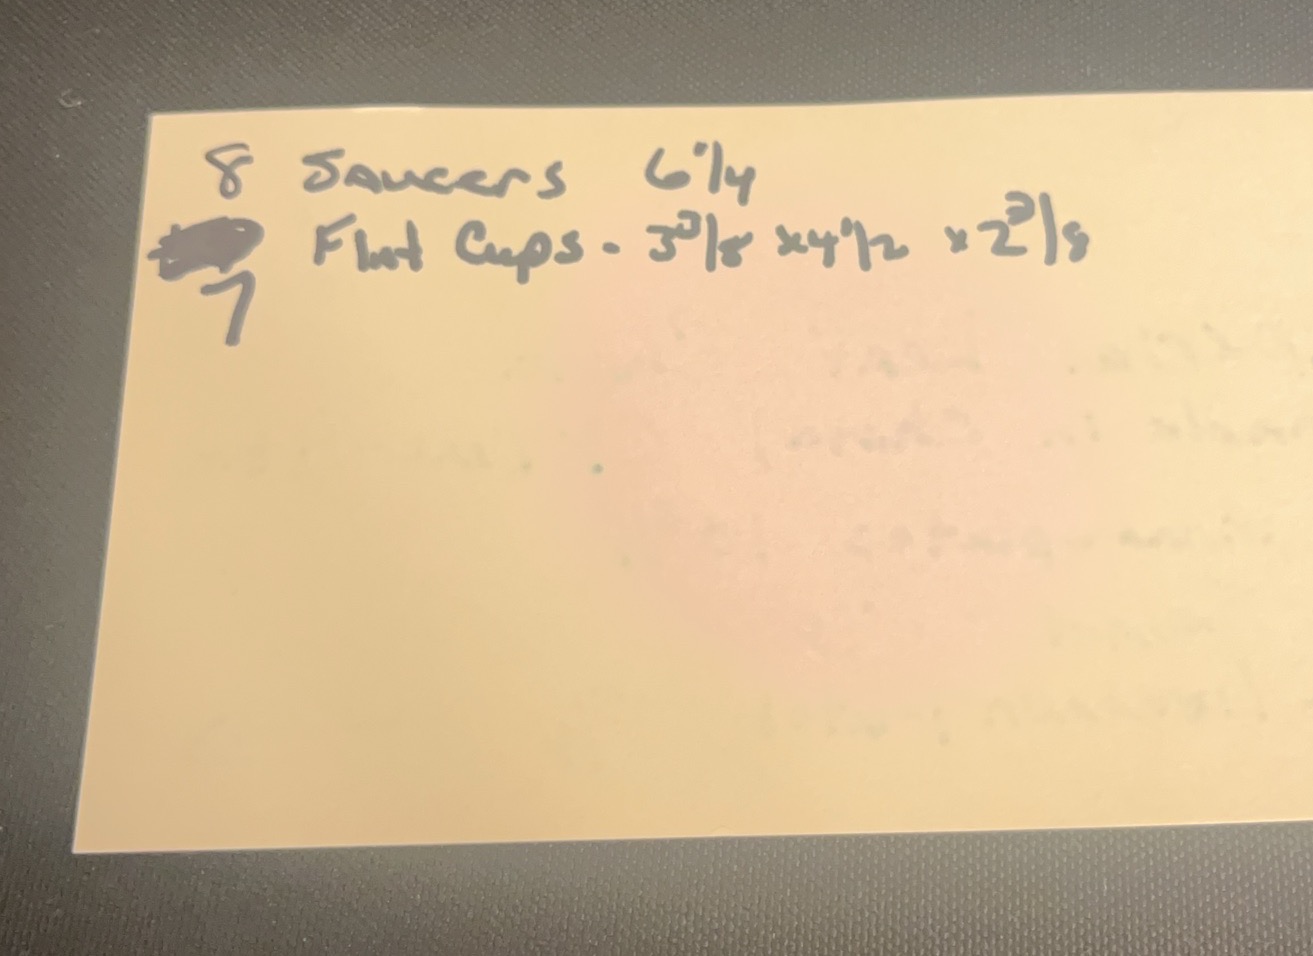 8 Saucers 6 1/4
Flat Cups - 3 3/8 x 4 1/2 x 2 3/8
7